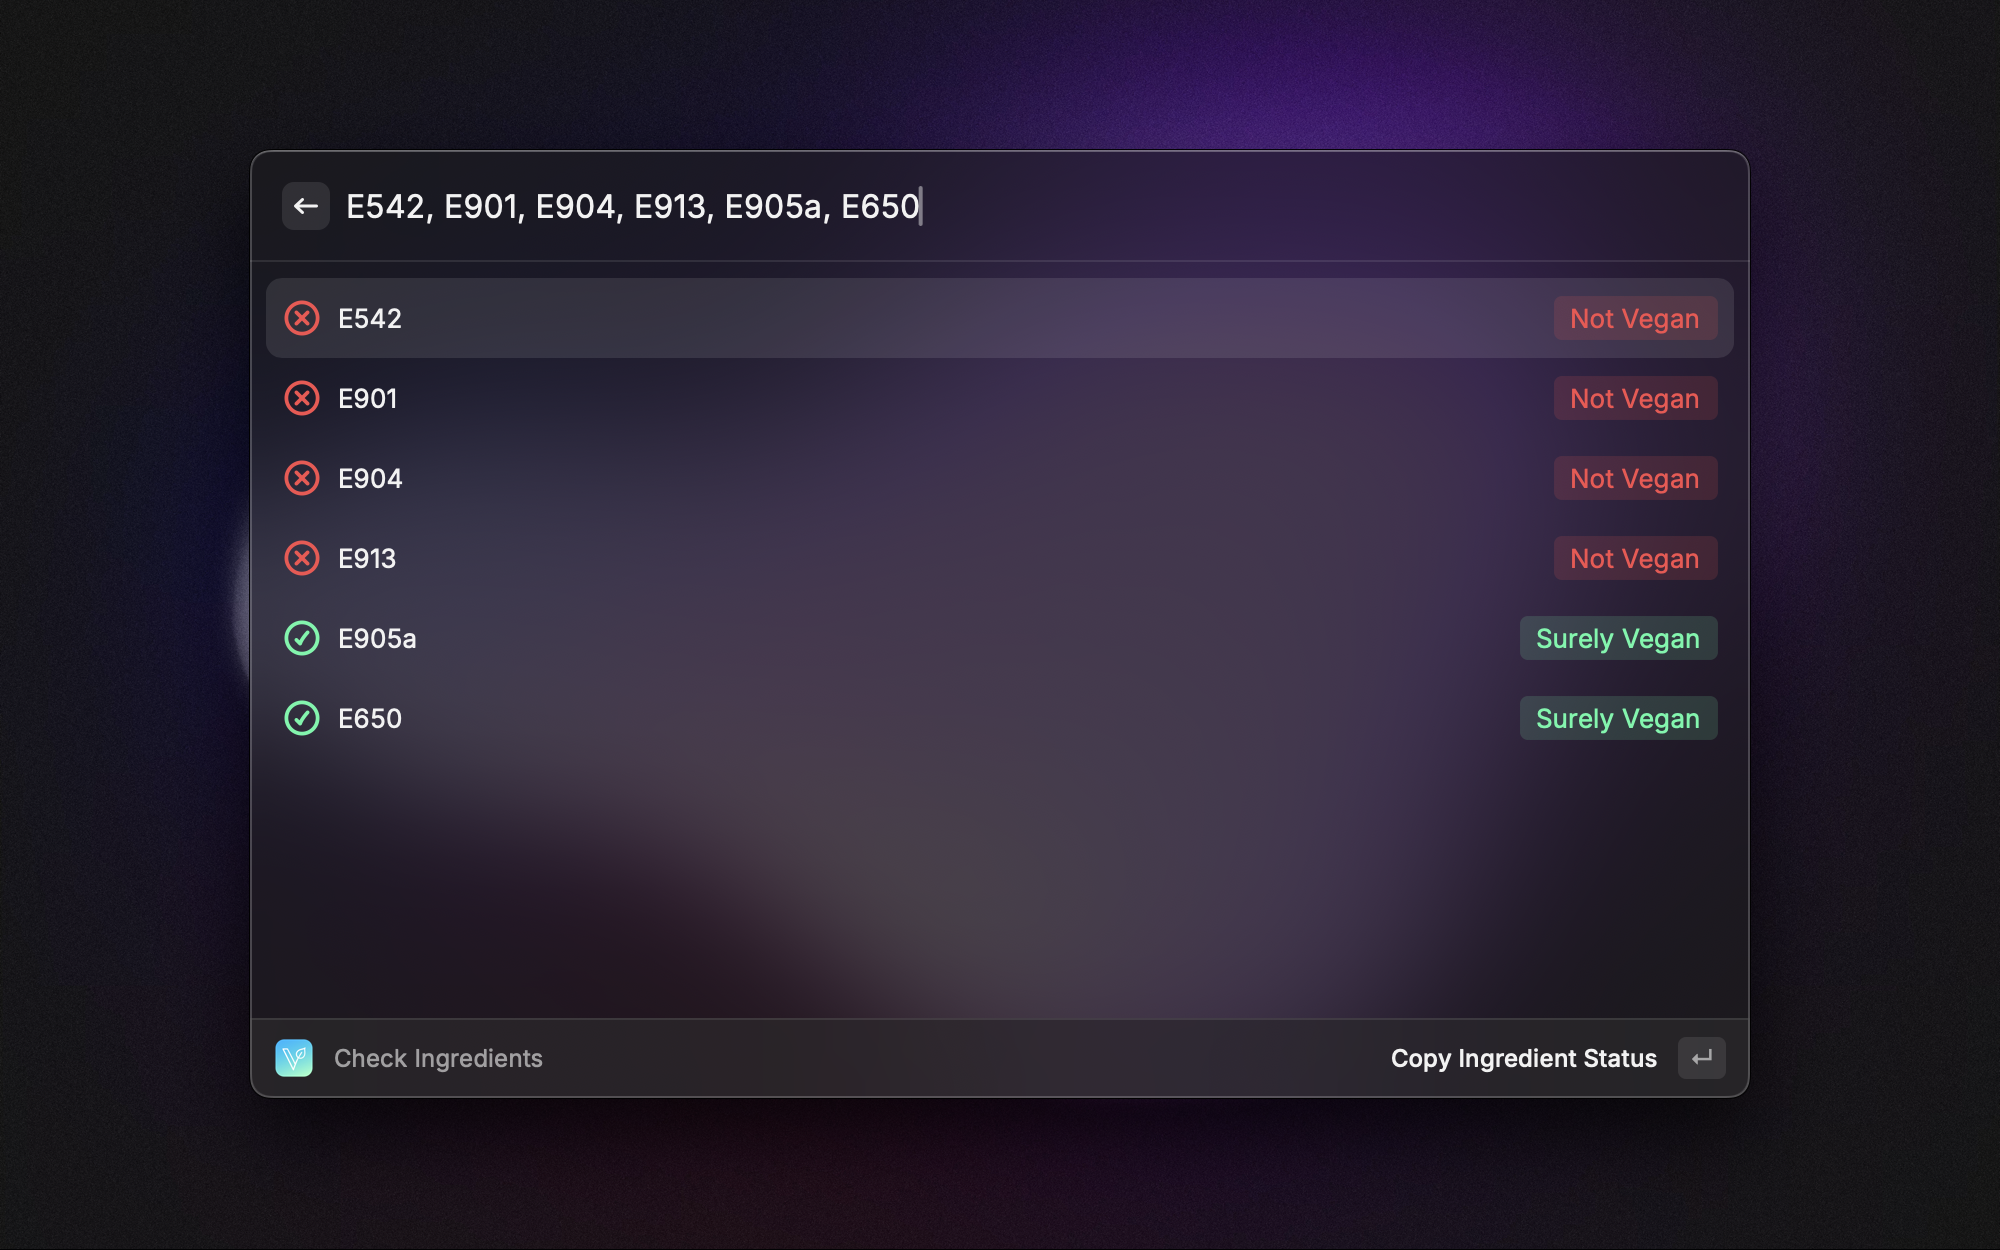 E542, E901, E904, E913, E905a, E650
E542 Not Vegan
E901 Not Vegan
E904 Not Vegan
E913 Not Vegan
E905a Surely Vegan
E650 Surely Vegan
Check Ingredients Copy Ingredient Status